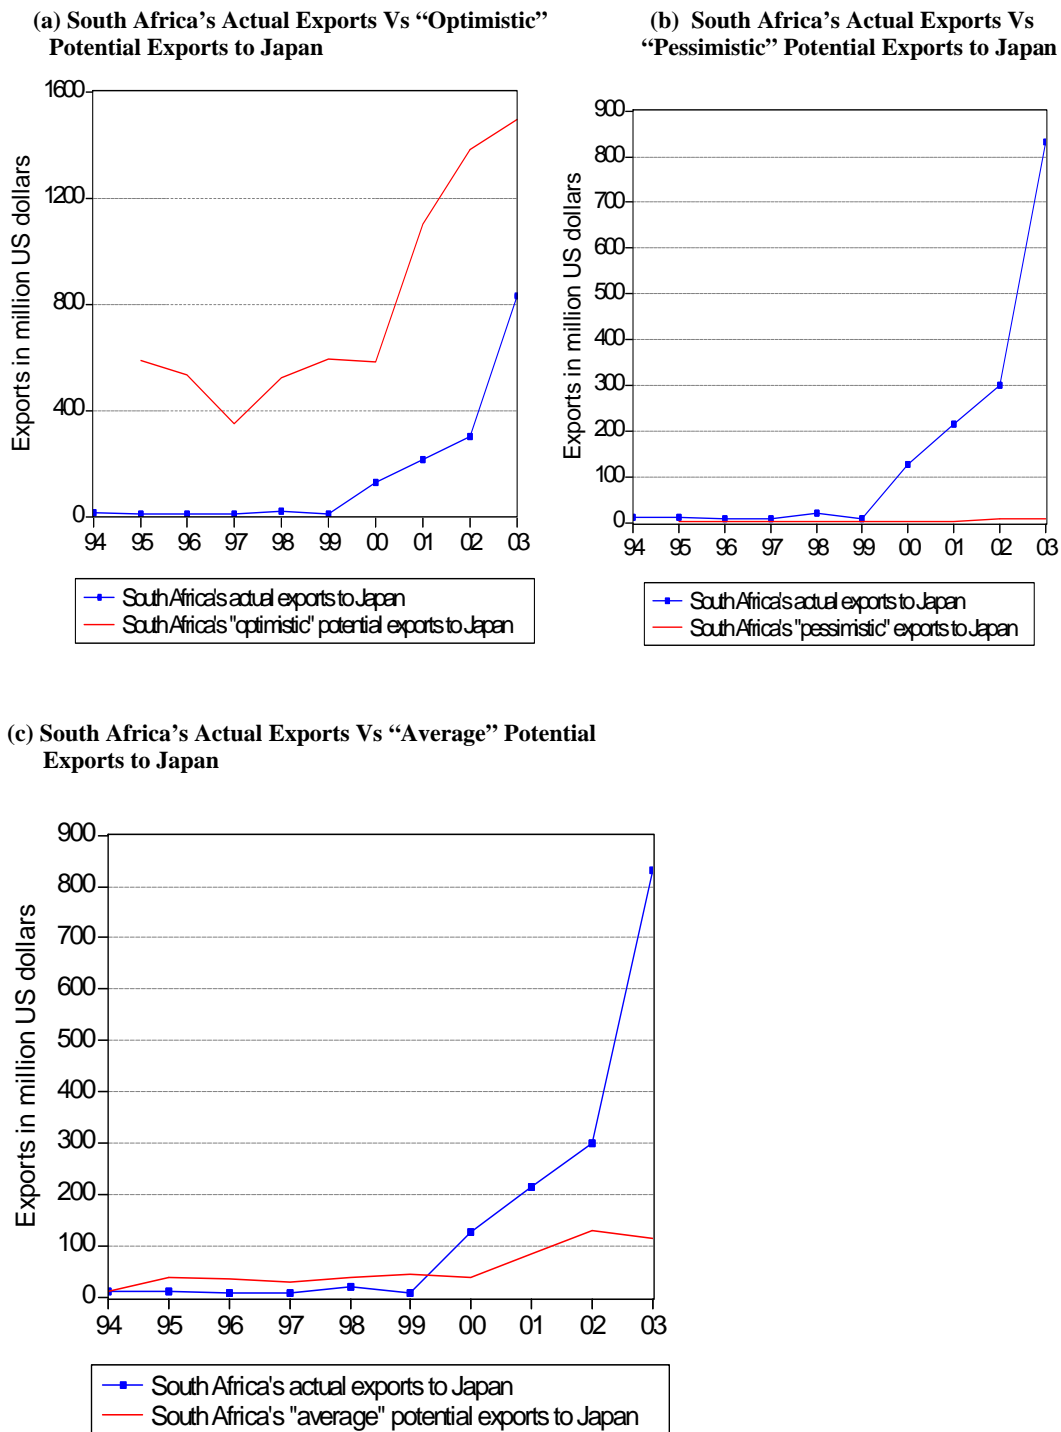 (a) South Africa’s Actual Exports Vs “Optimistic”
Potential Exports to Japan
Exports in million US dollars
1600
1200
800
400
0
94 95 96 97 98 99 00 01 02 03
South Africa's actual exports to Japan
South Africa's "optimistic" potential exports to Japan
(b) South Africa’s Actual Exports Vs
“Pessimistic” Potential Exports to Japan
Exports in million US dollars
900
800
700
600
500
400
300
200
100
0
94 95 96 97 98 99 00 01 02 03
South Africa's actual exports to Japan
South Africa's "pessimistic" exports to Japan
(c) South Africa’s Actual Exports Vs “Average” Potential
Exports to Japan
Exports in million US dollars
900
800
700
600
500
400
300
200
100
0
94 95 96 97 98 99 00 01 02 03
South Africa's actual exports to Japan
South Africa's "average" potential exports to Japan